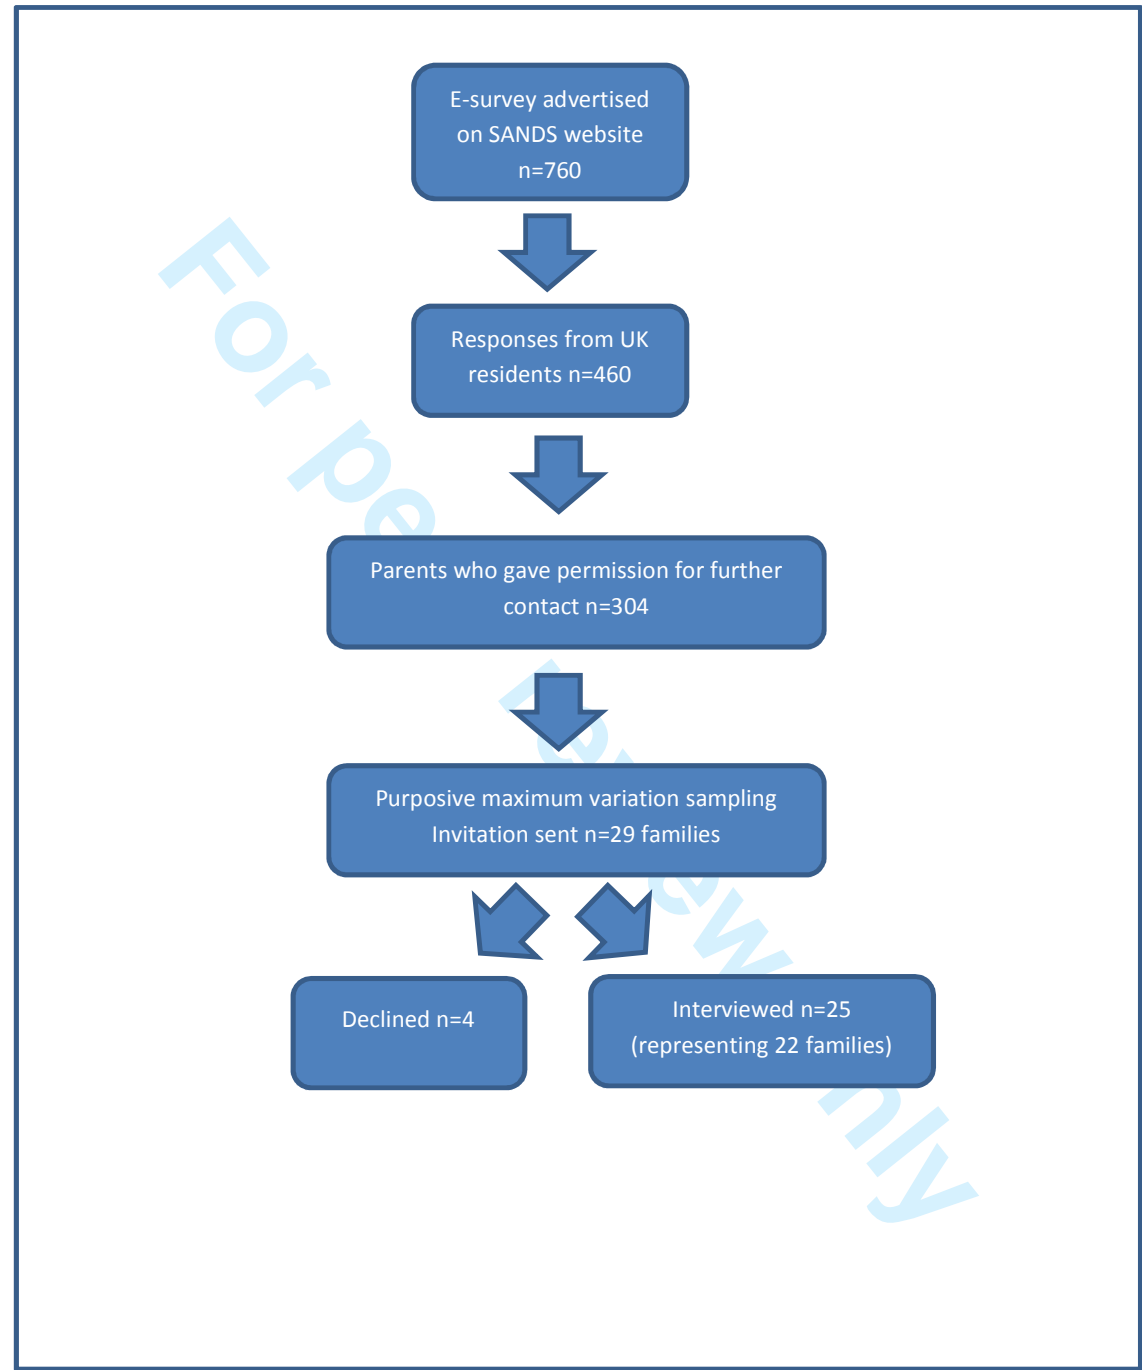 E-survey advertised
on SANDS website
n=760
Responses from UK
residents n=460
Parents who gave permission for further
contact n=304
Purposive maximum variation sampling
Invitation sent n=29 families
Declined n=4
Interviewed n=25
(representing 22 families)